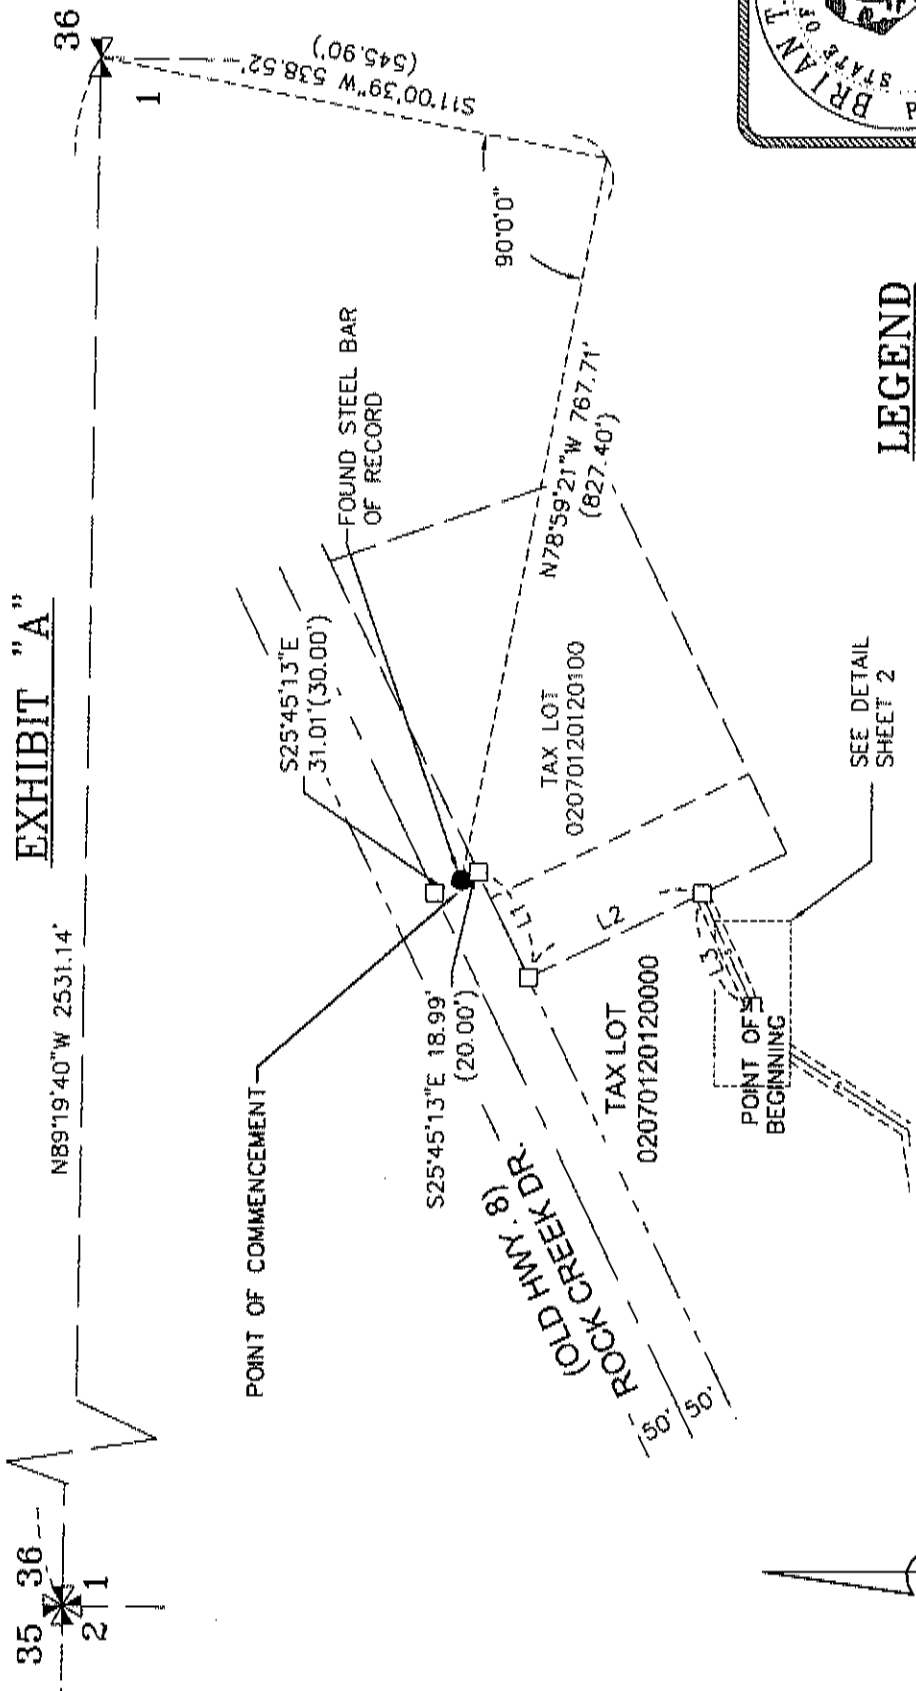 EXHIBIT "A"
35
36
2
1
N89°19'40"W 2531.14'
36
1
S11°00'39"W 538.52'
(545.90')
90°0'0"
FOUND STEEL BAR
OF RECORD
S25°45'13"E
31.01'(30.00')
POINT OF COMMENCEMENT
S25°45'13"E 18.99'
(20.00')
N78°59'21"W 767.71'
(827.40')
TAX LOT
02070120120100
(OLD HWY. 8)
ROCK CREEK DR.
50'
50'
L1
L2
L3
TAX LOT
02070120120000
POINT OF
BEGINNING
SEE DETAIL
SHEET 2
LEGEND
BRIAN T.
STATE OF